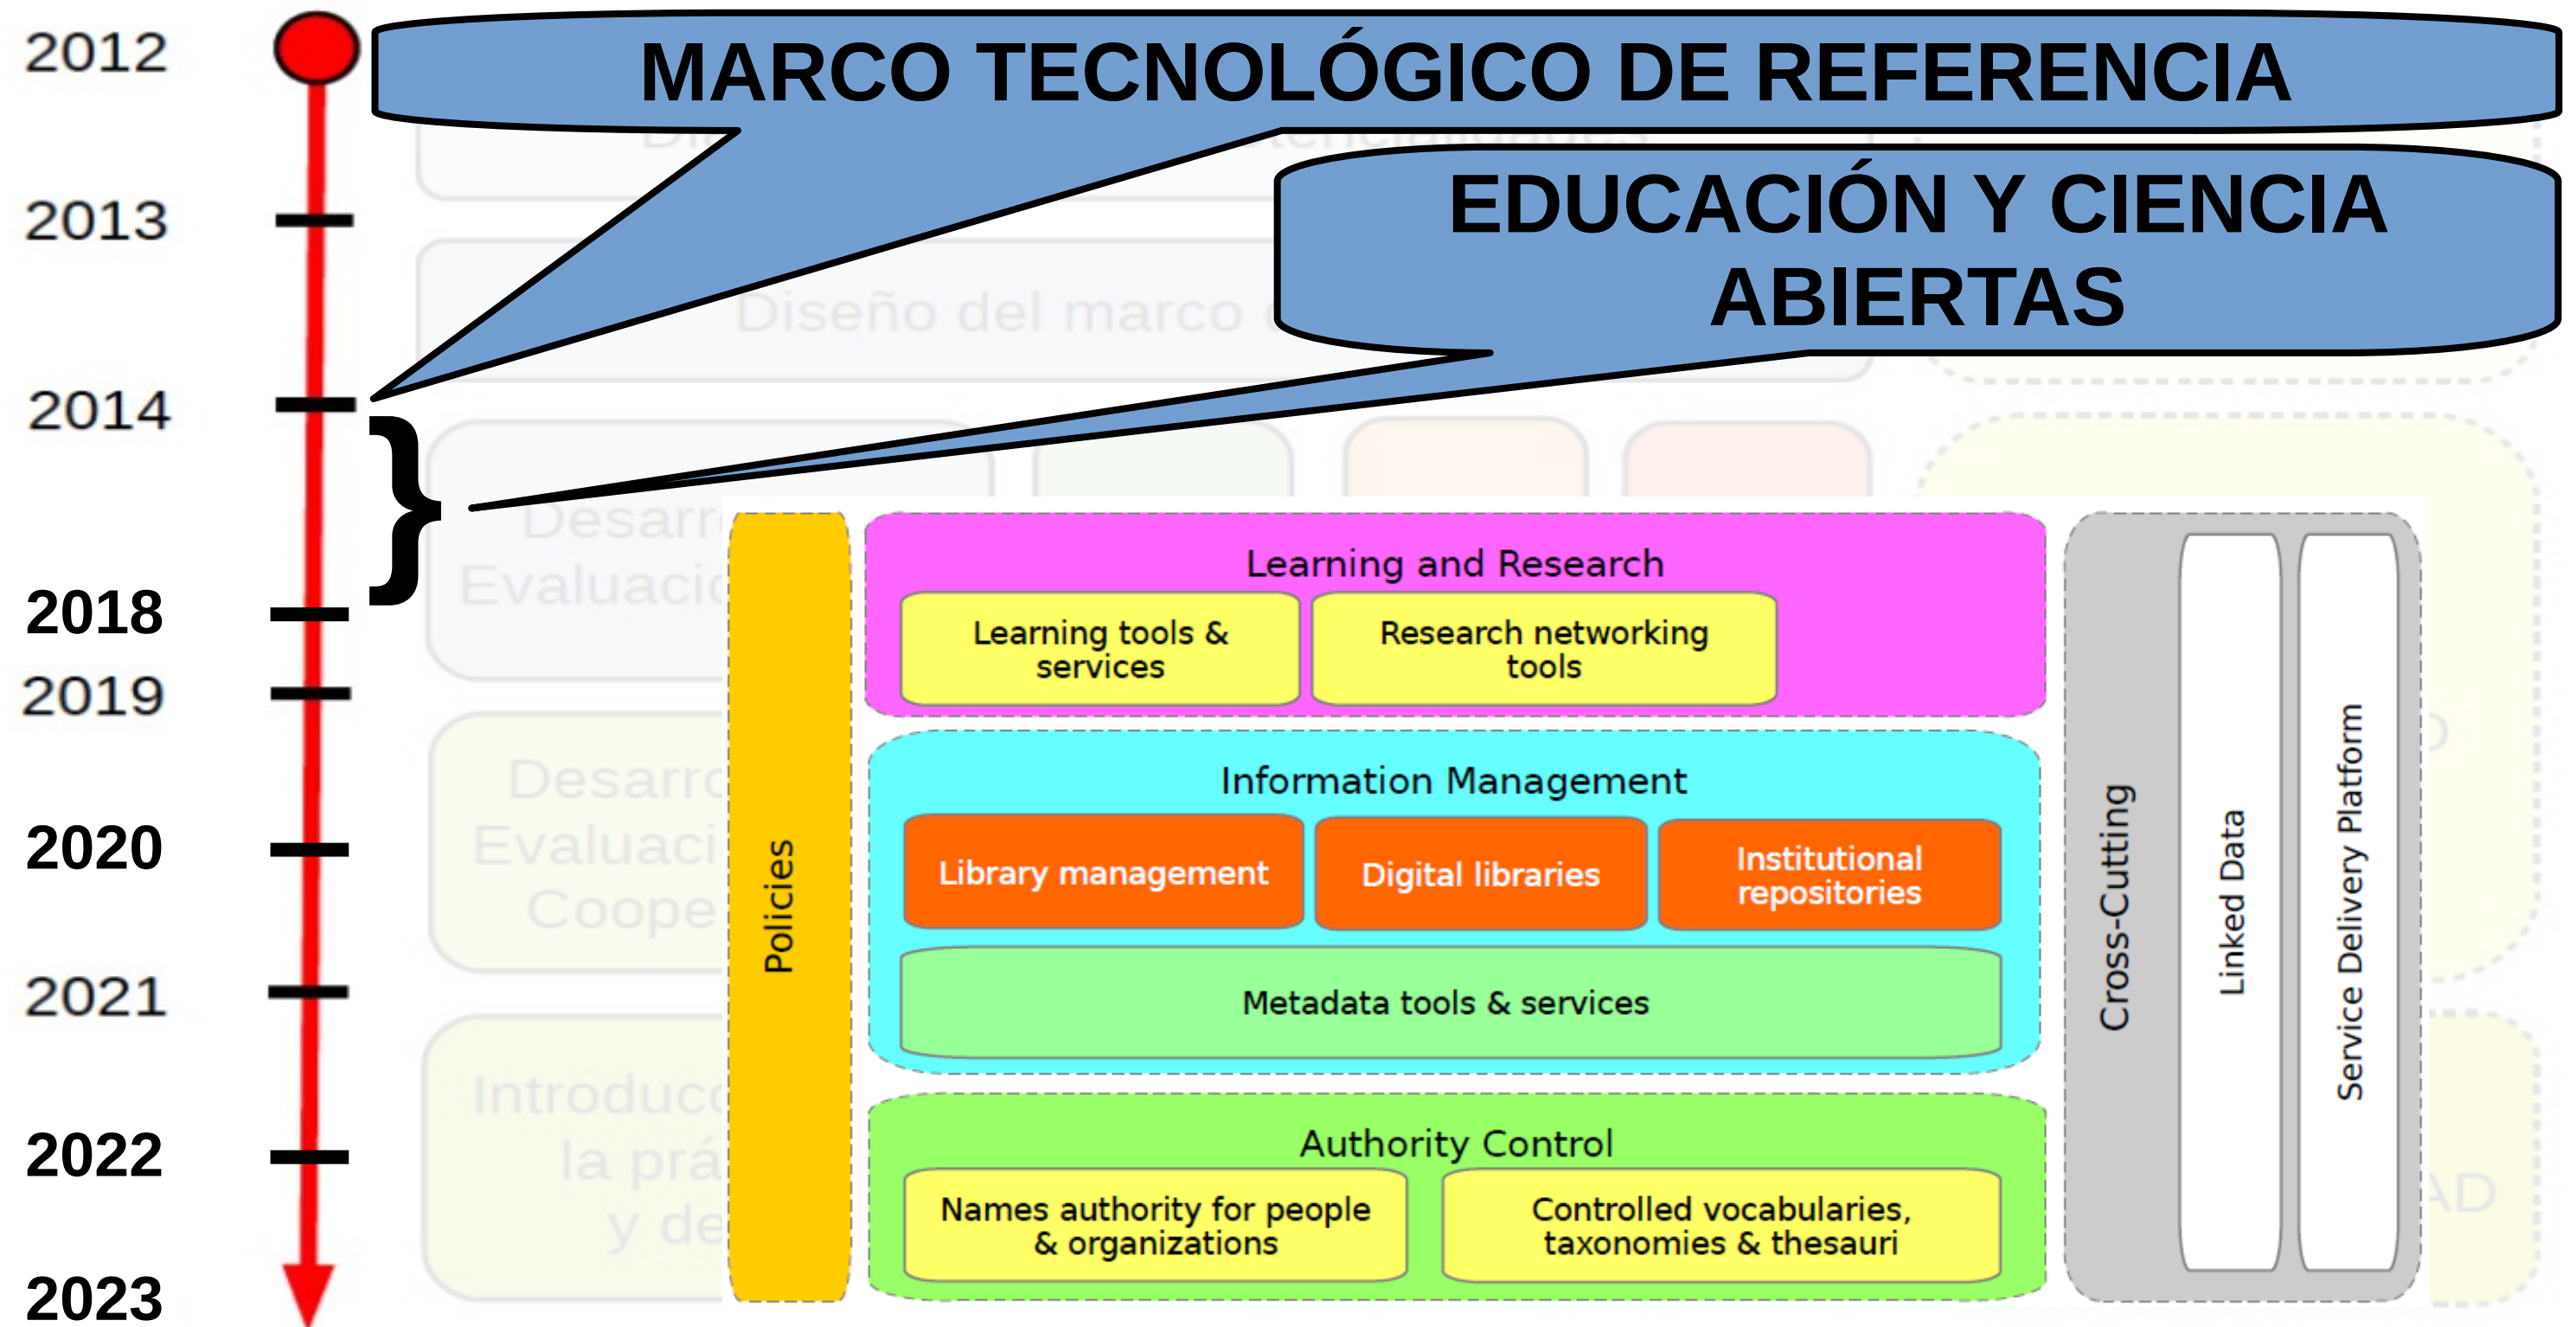 2012
2013
2014
2018
2019
2020
2021
2022
2023
MARCO TECNOLÓGICO DE REFERENCIA
EDUCACIÓN Y CIENCIA
ABIERTAS
Diseño del marco
Policies
Learning and Research
Learning tools &
services
Research networking
tools
Information Management
Library management
Digital libraries
Institutional
repositories
Metadata tools & services
Authority Control
Names authority for people
& organizations
Controlled vocabularies,
taxonomies & thesauri
Cross-Cutting
Linked Data
Service Delivery Platform